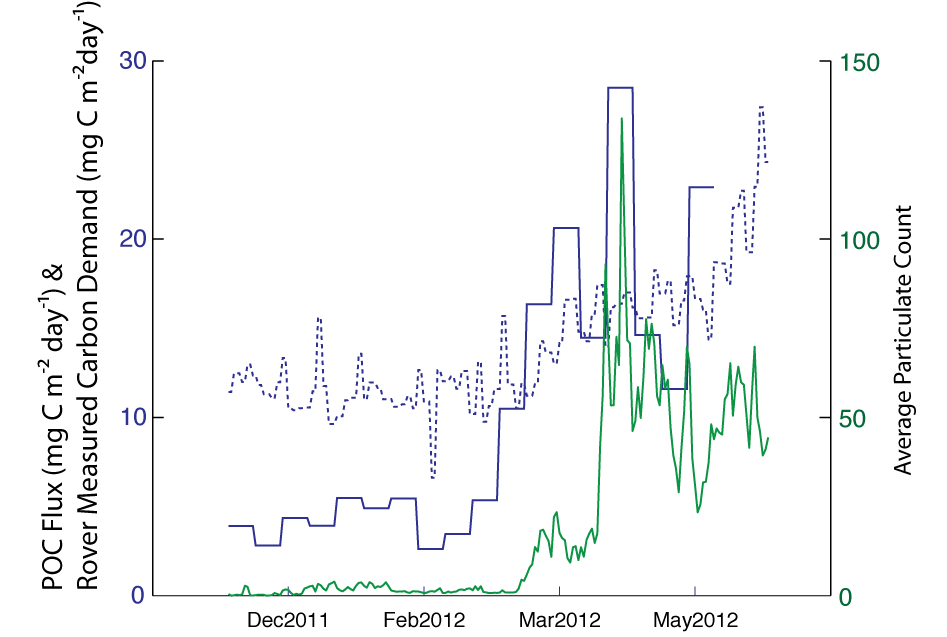 POC Flux (mg C m⁻² day⁻¹) &
Rover Measured Carbon Demand (mg C m⁻²day⁻¹)
30
20
10
0
150
100
50
0
Average Particulate Count
Dec2011 Feb2012 Mar2012 May2012